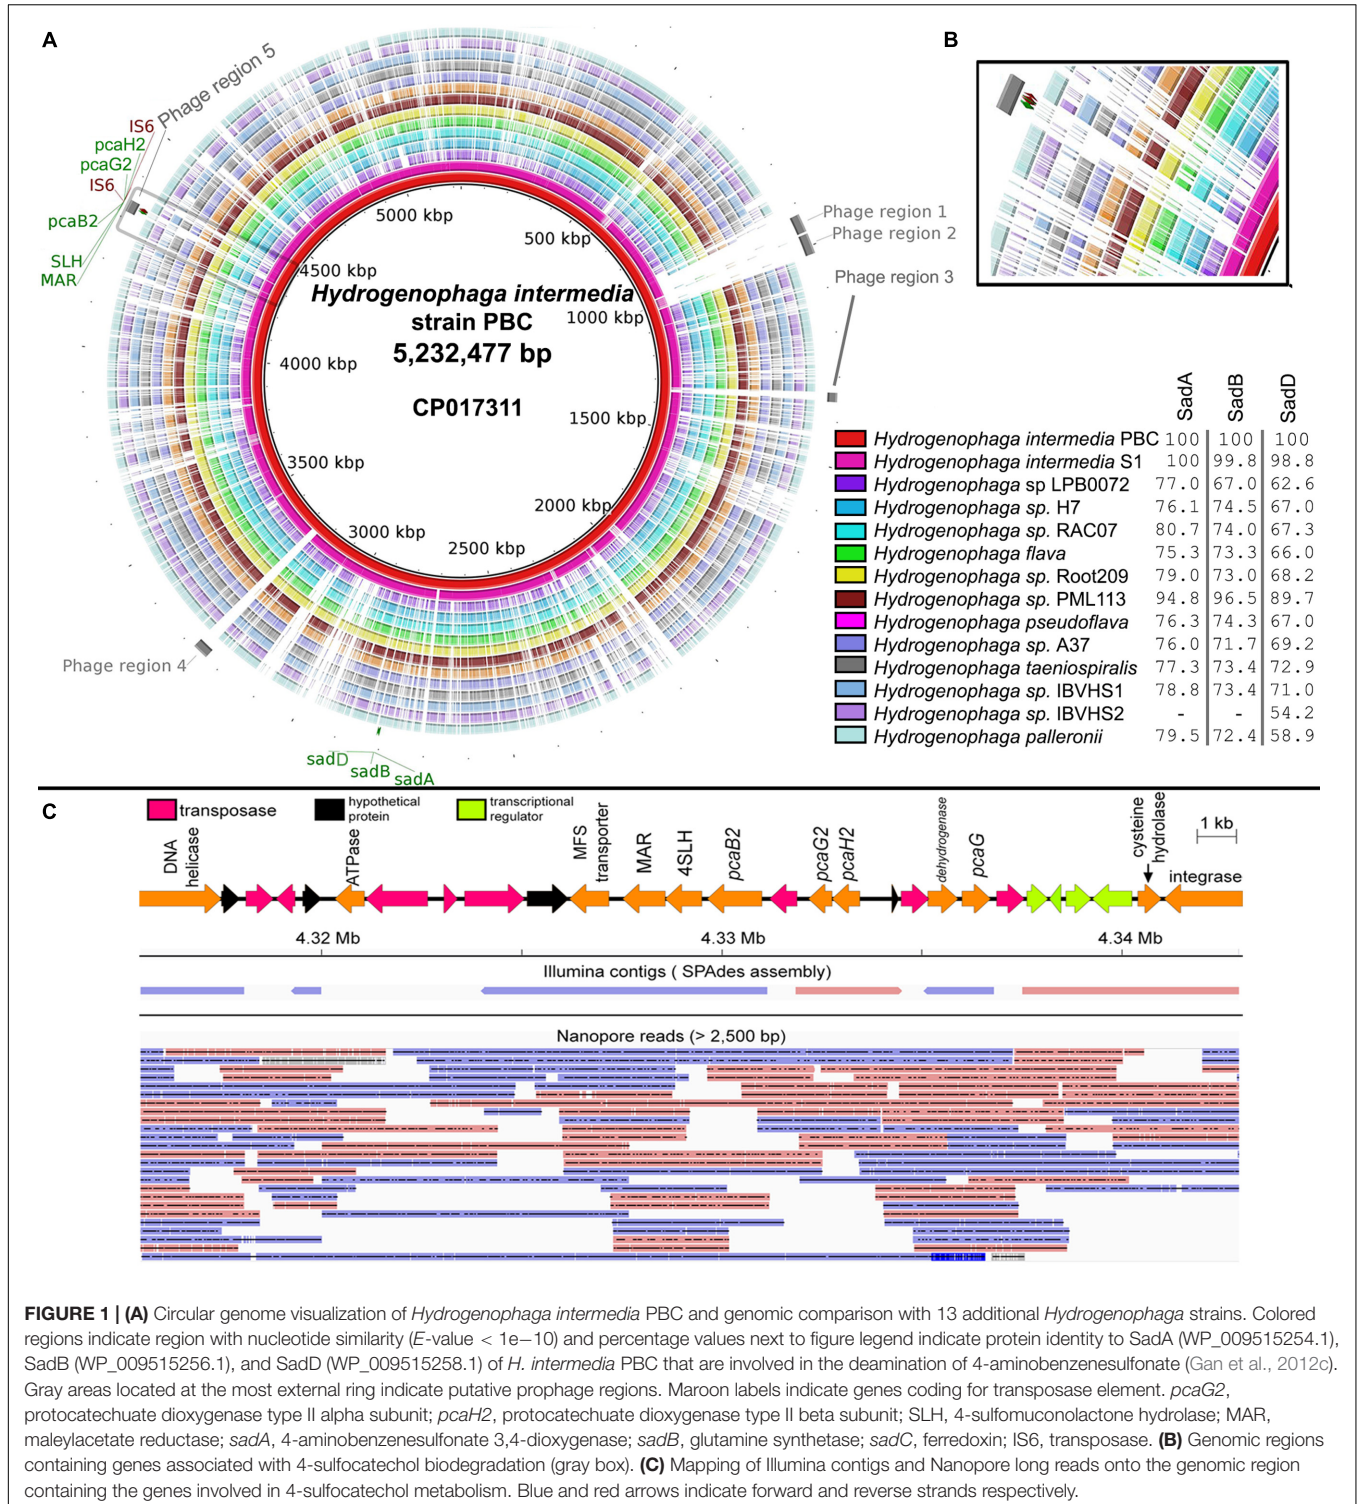 A
B
Phage region 5
IS6
pcaH2
pcaG2
IS6
pcaB2
SLH
MAR
5000 kbp
500 kbp
4500 kbp
Hydrogenophaga intermedia
strain PBC
5,232,477 bp
1000 kbp
4000 kbp
CP017311
1500 kbp
3500 kbp
2000 kbp
3000 kbp
2500 kbp
Phage region 1
Phage region 2
Phage region 3
Phage region 4
sadD
sadB
sadA
SadA SadB SadD
Hydrogenophaga intermedia PBC 100 100 100
Hydrogenophaga intermedia S1 100 99.8 98.8
Hydrogenophaga sp LPB0072 77.0 67.0 62.6
Hydrogenophaga sp. H7 76.1 74.5 67.0
Hydrogenophaga sp. RAC07 80.7 74.0 67.3
Hydrogenophaga flava 75.3 73.3 66.0
Hydrogenophaga sp. Root209 79.0 73.0 68.2
Hydrogenophaga sp. PML113 94.8 96.5 89.7
Hydrogenophaga pseudoflava 76.3 74.3 67.0
Hydrogenophaga sp. A37 76.0 71.7 69.2
Hydrogenophaga taeniospiralis 77.3 73.4 72.9
Hydrogenophaga sp. IBVHS1 78.8 73.4 71.0
Hydrogenophaga sp. IBVHS2 - - 54.2
Hydrogenophaga palleronii 79.5 72.4 58.9
C
transposase
hypothetical
protein
transcriptional
regulator
DNA
helicase
ATPase
MFS
transporter
MAR
4SLH
pcaB2
pcaG2
pcaH2
dehydrogenase
pcaG
cysteine
hydrolase
1 kb
integrase
4.32 Mb 4.33 Mb 4.34 Mb
Illumina contigs ( SPAdes assembly)
Nanopore reads (> 2,500 bp)
FIGURE 1 | (A) Circular genome visualization of Hydrogenophaga intermedia PBC and genomic comparison with 13 additional Hydrogenophaga strains. Colored
regions indicate region with nucleotide similarity (E-value < 1e−10) and percentage values next to figure legend indicate protein identity to SadA (WP_009515254.1),
SadB (WP_009515256.1), and SadD (WP_009515258.1) of H. intermedia PBC that are involved in the deamination of 4-aminobenzenesulfonate (Gan et al., 2012c).
Gray areas located at the most external ring indicate putative prophage regions. Maroon labels indicate genes coding for transposase element. pcaG2,
protocatechuate dioxygenase type II alpha subunit; pcaH2, protocatechuate dioxygenase type II beta subunit; SLH, 4-sulfomuconolactone hydrolase; MAR,
maleylacetate reductase; sadA, 4-aminobenzenesulfonate 3,4-dioxygenase; sadB, glutamine synthetase; sadC, ferredoxin; IS6, transposase. (B) Genomic regions
containing genes associated with 4-sulfocatechol biodegradation (gray box). (C) Mapping of Illumina contigs and Nanopore long reads onto the genomic region
containing the genes involved in 4-sulfocatechol metabolism. Blue and red arrows indicate forward and reverse strands respectively.